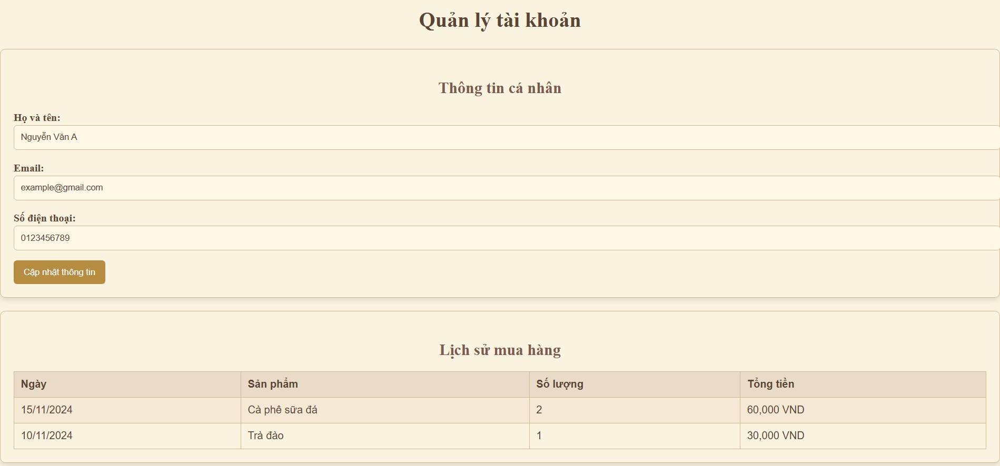 Quản lý tài khoản
Thông tin cá nhân
Họ và tên:
Nguyễn Văn A
Email:
example@gmail.com
Số điện thoại:
0123456789
Cập nhật thông tin
Lịch sử mua hàng
Ngày Sản phẩm Số lượng Tổng tiền
15/11/2024 Cà phê sữa đá 2 60,000 VND
10/11/2024 Trà đào 1 30,000 VND